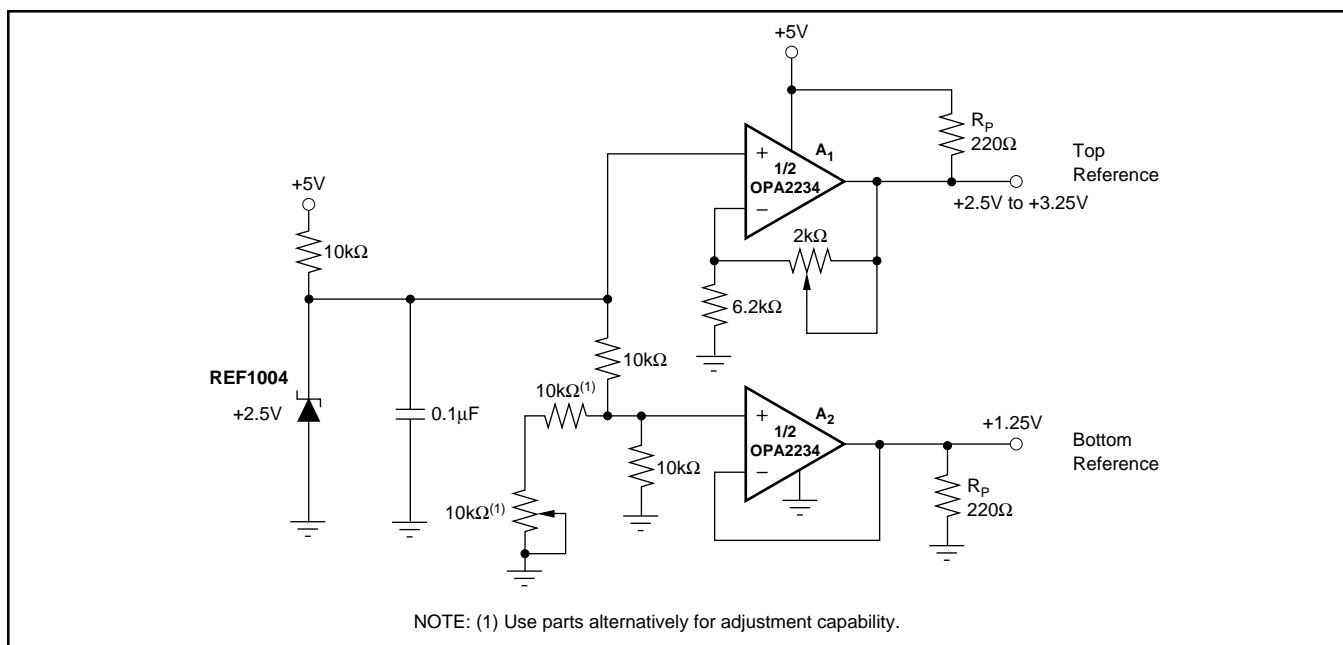 +5V
R_P
220Ω
A₁
+
1/2
OPA2234
−
Top
Reference
+2.5V to +3.25V
+5V
10kΩ
2kΩ
6.2kΩ
10kΩ
REF1004
+2.5V
0.1µF
10kΩ⁽¹⁾
A₂
+
1/2
OPA2234
−
+1.25V
Bottom
Reference
10kΩ
R_P
220Ω
10kΩ⁽¹⁾
NOTE: (1) Use parts alternatively for adjustment capability.